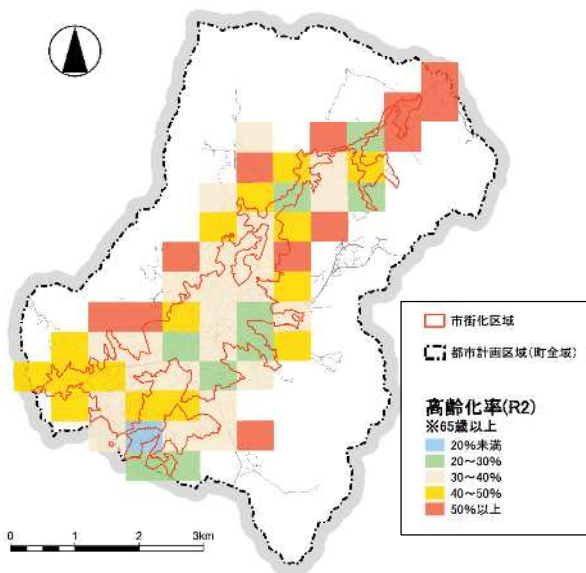 市街化区域
都市計画区域(町全域)
高齢化率(R2)
※65歳以上
20%未満
20～30%
30～40%
40～50%
50%以上
0 1 2 3km